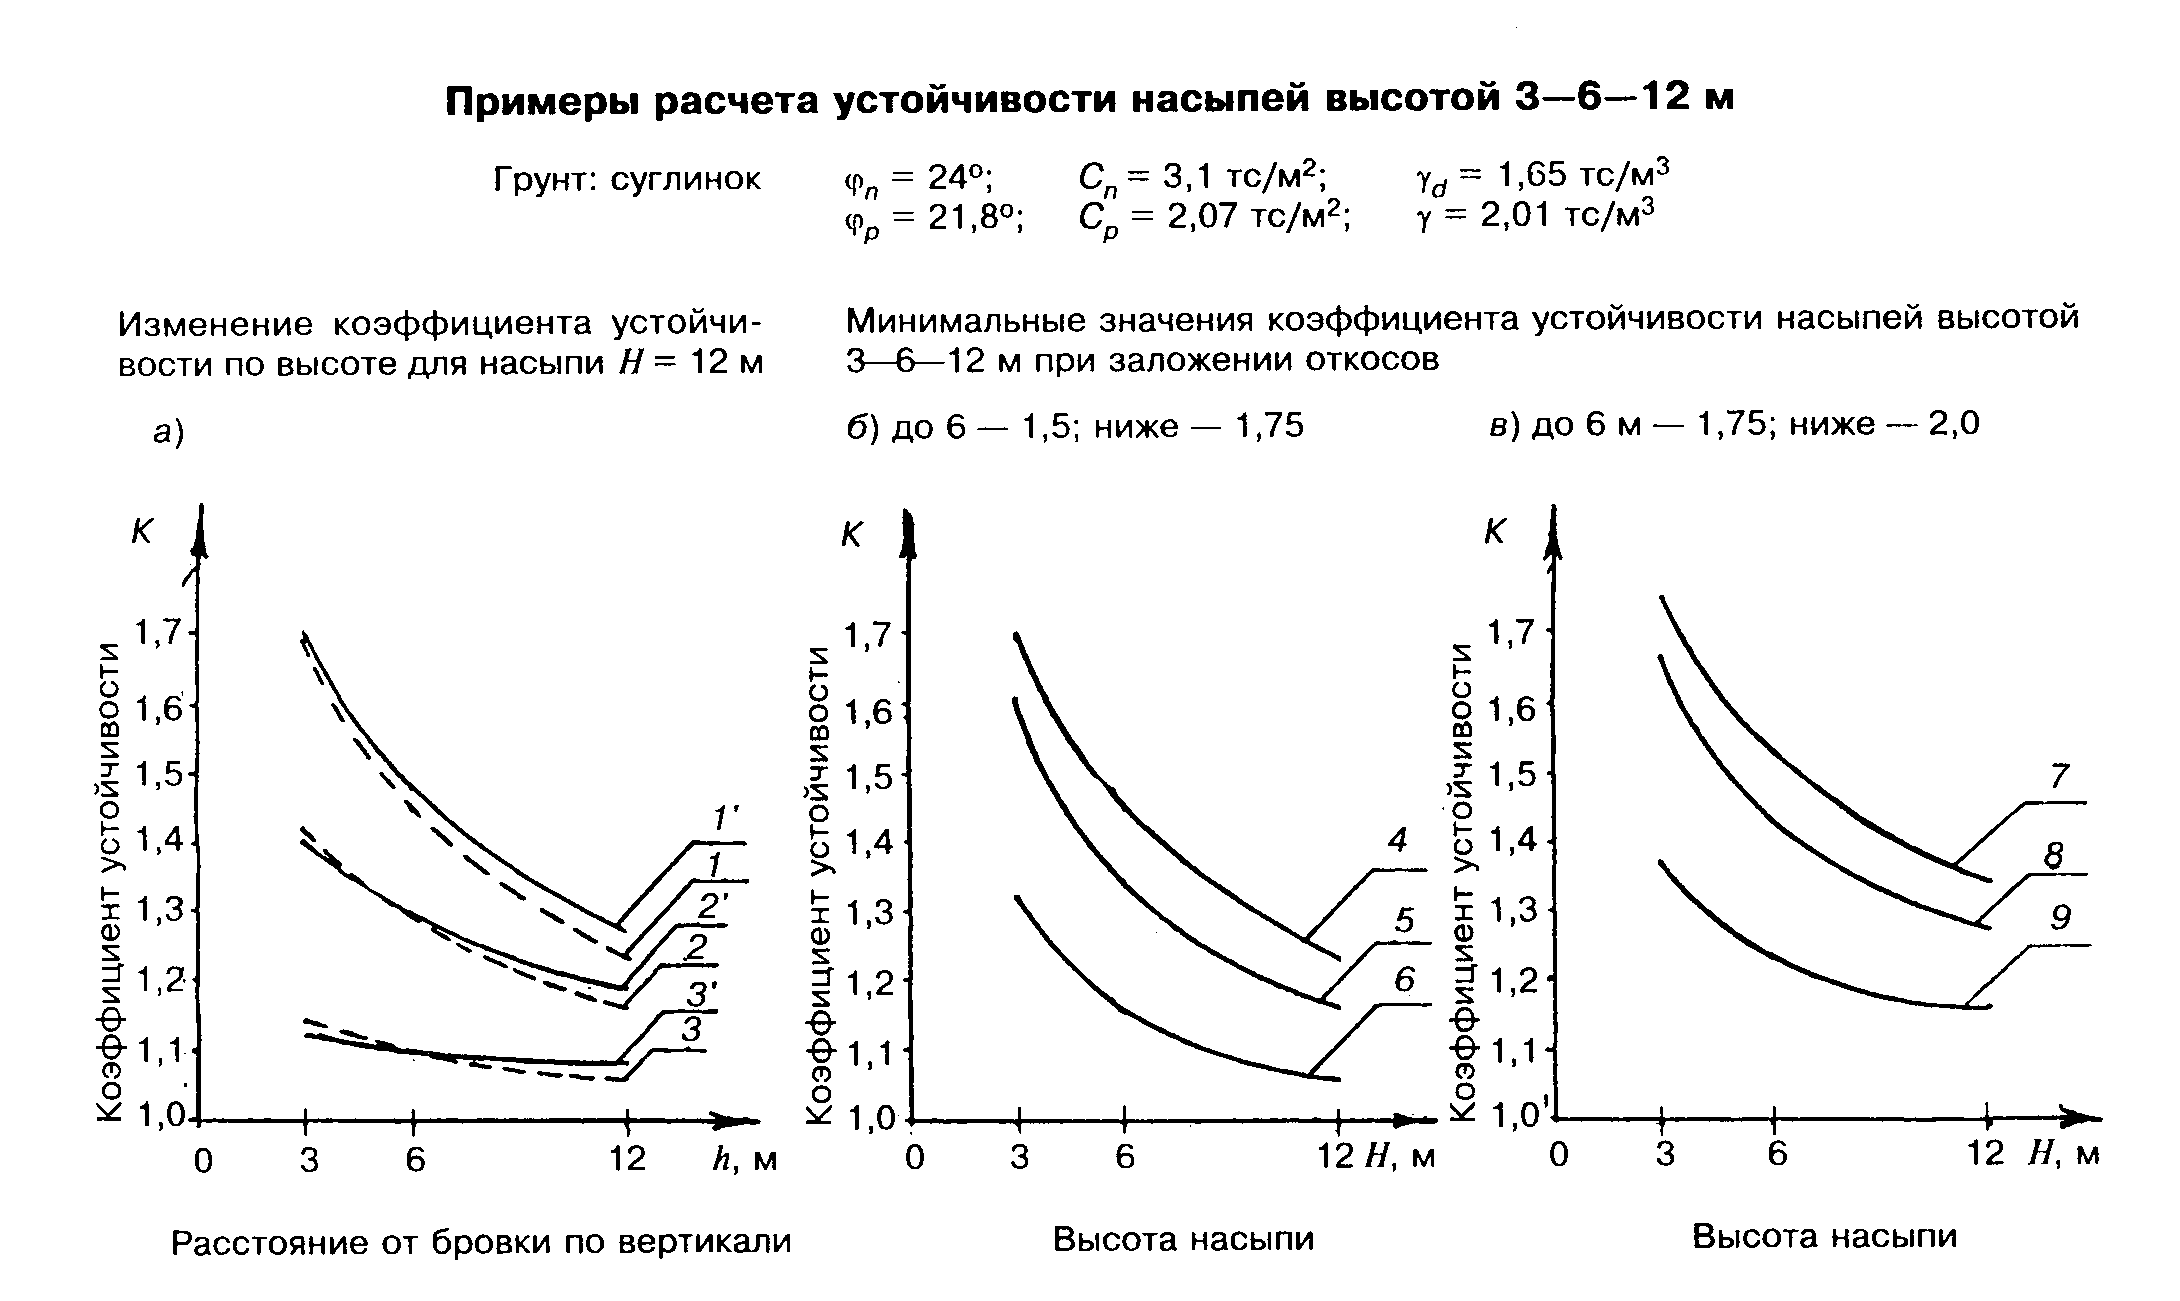 Примеры расчета устойчивости насыпей высотой 3—6—12 м
Грунт: суглинок φп = 24°; Cп = 3,1 тс/м²; γd = 1,65 тс/м³
φр = 21,8°; Cр = 2,07 тс/м²; γ = 2,01 тс/м³
Изменение коэффициента устойчи-
вости по высоте для насыпи H = 12 м
Минимальные значения коэффициента устойчивости насыпей высотой
3—6—12 м при заложении откосов
а)
б) до 6 — 1,5; ниже — 1,75
в) до 6 м — 1,75; ниже — 2,0
К
Коэффициент устойчивости
1,7
1,6
1,5
1,4
1,3
1,2
1,1
1,0
1'
1
2'
2
3'
3
0 3 6 12 h, м
Расстояние от бровки по вертикали
К
Коэффициент устойчивости
1,7
1,6
1,5
1,4
1,3
1,2
1,1
1,0
4
5
6
0 3 6 12 H, м
Высота насыпи
К
Коэффициент устойчивости
1,7
1,6
1,5
1,4
1,3
1,2
1,1
1,0
7
8
9
0 3 6 12 H, м
Высота насыпи